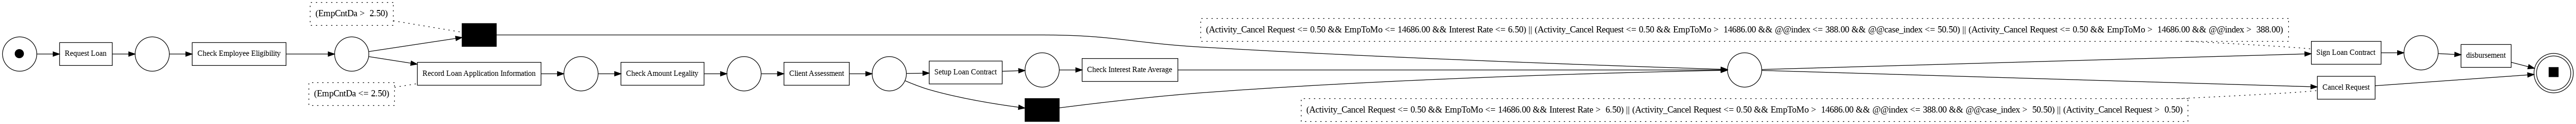 (EmpCntDa >  2.50)
(Activity_Cancel Request <= 0.50 && EmpToMo <= 14686.00 && Interest Rate <= 6.50) || (Activity_Cancel Request <= 0.50 && EmpToMo >  14686.00 && @@index <= 388.00 && @@case_index <= 50.50) || (Activity_Cancel Request <= 0.50 && EmpToMo >  14686.00 && @@index >  388.00)
Request Loan
Check Employee Eligibility
Sign Loan Contract
disbursement
Record Loan Application Information
Check Amount Legality
Client Assessment
Setup Loan Contract
Check Interest Rate Average
Cancel Request
(EmpCntDa <= 2.50)
(Activity_Cancel Request <= 0.50 && EmpToMo <= 14686.00 && Interest Rate >  6.50) || (Activity_Cancel Request <= 0.50 && EmpToMo >  14686.00 && @@index <= 388.00 && @@case_index >  50.50) || (Activity_Cancel Request >  0.50)